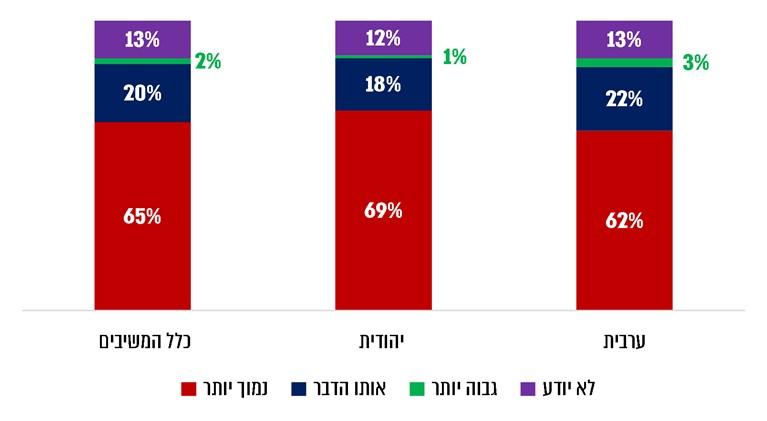 13% 12% 13%
2% 1% 3%
20% 18% 22%
65% 69% 62%
כלל המשיבים יהודית ערבית
נמוך יותר אותו הדבר גבוה יותר לא יודע